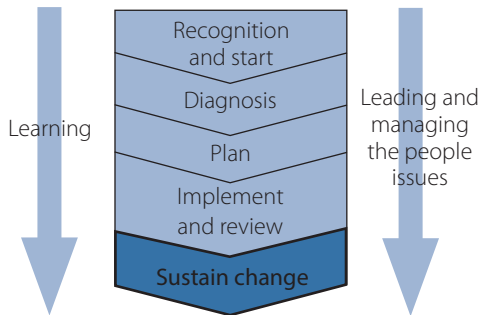 Recognition
and start
Diagnosis
Plan
Implement
and review
Sustain change
Learning
Leading and
managing
the people
issues